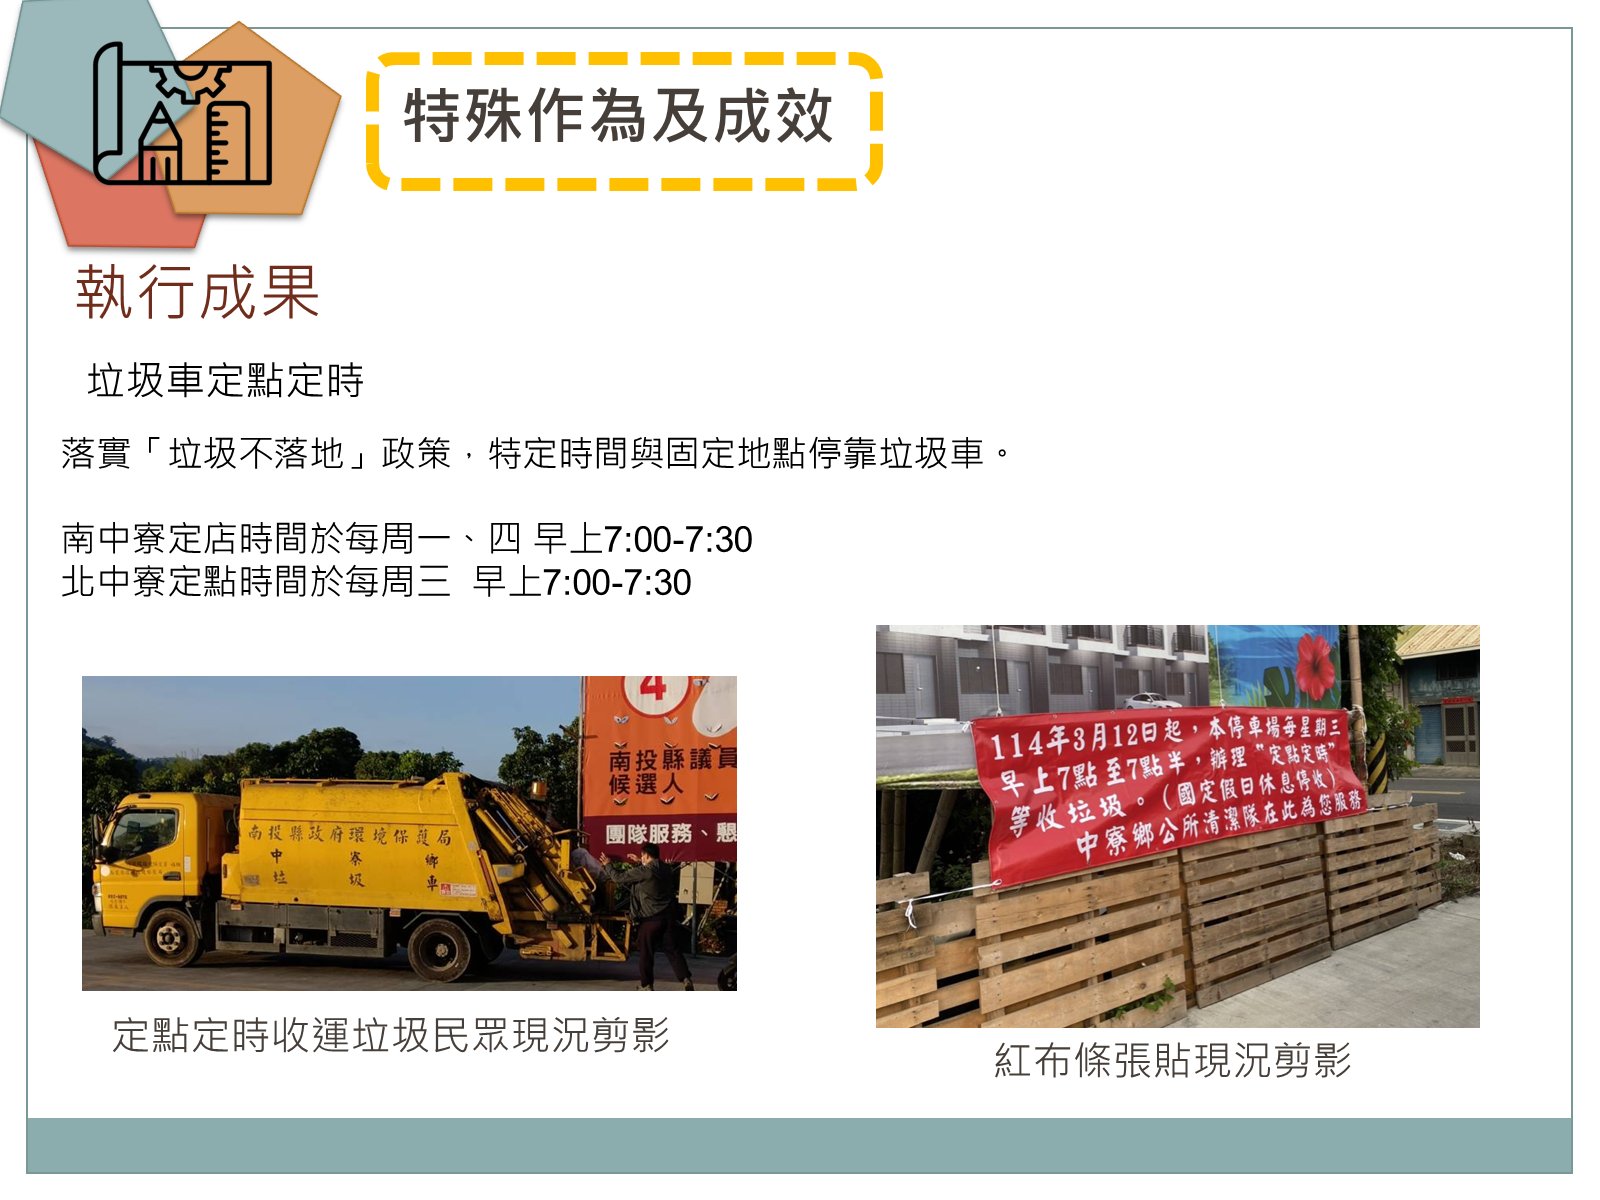 特殊作為及成效
執行成果
垃圾車定點定時
落實「垃圾不落地」政策，特定時間與固定地點停靠垃圾車。
南中寮定店時間於每周一、四 早上7:00-7:30
北中寮定點時間於每周三 早上7:00-7:30
4
南投縣議員
候選人
團隊服務、懇
南投縣政府環境保護局
中寮鄉
垃圾車
定點定時收運垃圾民眾現況剪影
114年3月12日起，本停車場每星期三
早上7點至7點半，辦理"定點定時"
等收垃圾。（國定假日休息停收）
中寮鄉公所清潔隊在此為您服務
紅布條張貼現況剪影